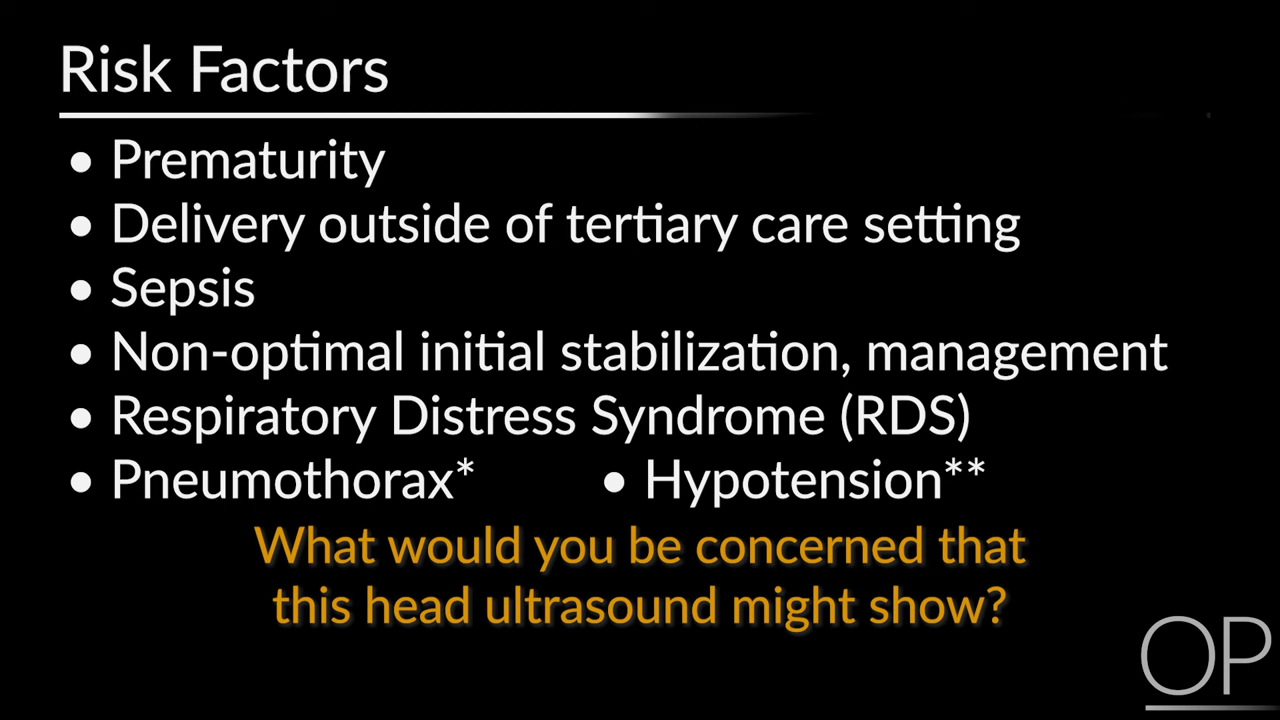 Risk Factors
• Prematurity
• Delivery outside of tertiary care setting
• Sepsis
• Non-optimal initial stabilization, management
• Respiratory Distress Syndrome (RDS)
• Pneumothorax* • Hypotension**
What would you be concerned that
this head ultrasound might show?
OP